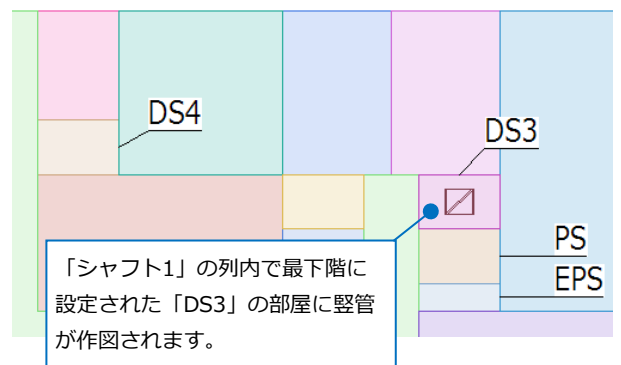 DS4
DS3
PS
EPS
「シャフト1」の列内で最下階に
設定された「DS3」の部屋に竪管
が作図されます。